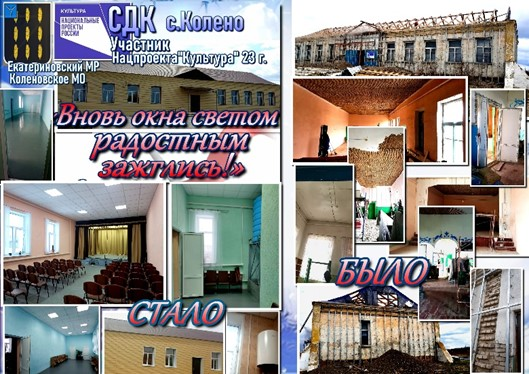 КУЛЬТУРА
НАЦИОНАЛЬНЫЕ
ПРОЕКТЫ
РОССИИ
СДК с.Колено
Участник
Нацпроекта"Культура" 23 г.
Екатериновский МР
Коленовское МО
«Вновь окна светом
радостным
зажглись!»
СТАЛО
БЫЛО